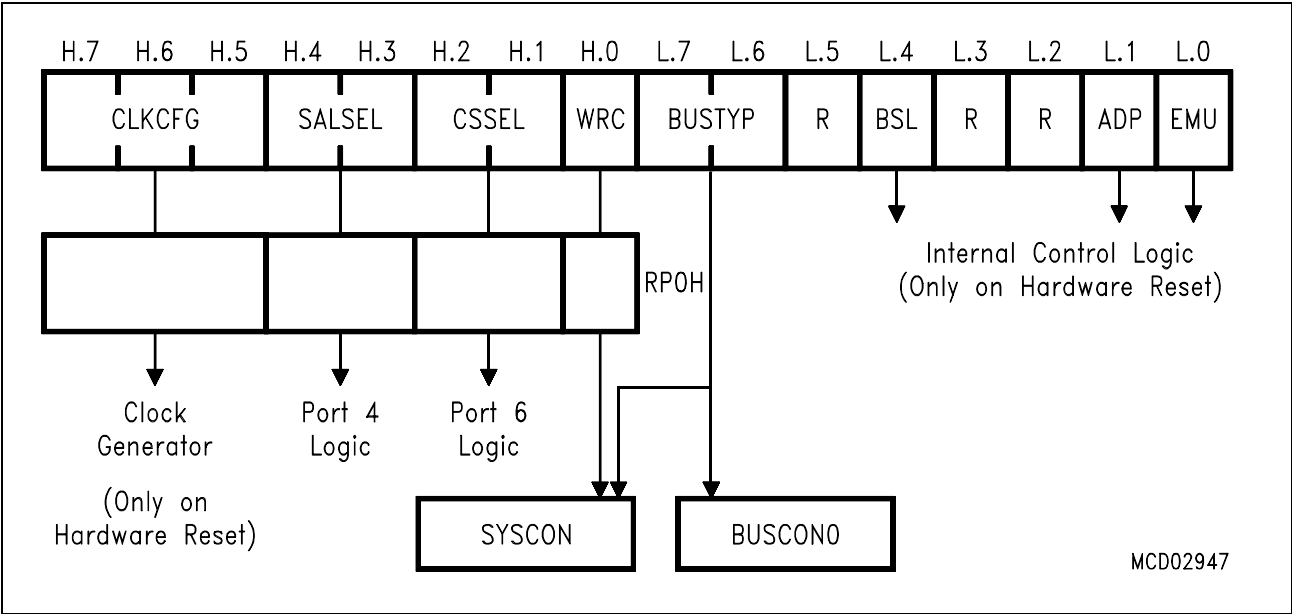 H.7 H.6 H.5 H.4 H.3 H.2 H.1 H.0 L.7 L.6 L.5 L.4 L.3 L.2 L.1 L.0
CLKCFG SALSEL CSSEL WRC BUSTYP R BSL R R ADP EMU
RP0H
Internal Control Logic
(Only on Hardware Reset)
Clock
Generator
(Only on
Hardware Reset)
Port 4
Logic
Port 6
Logic
SYSCON
BUSCON0
MCD02947